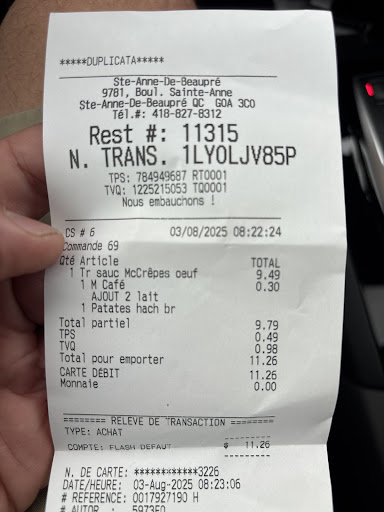 *****DUPLICATA*****
Ste-Anne-De-Beaupré
9781, Boul. Sainte-Anne
Ste-Anne-De-Beaupré QC G0A 3C0
Tél.#: 418-827-8312
Rest #: 11315
N. TRANS. 1LYOLJV85P
TPS: 784949687 RT0001
TVQ: 1225215053 TQ0001
Nous embauchons !
CS # 6 03/08/2025 08:22:24
Commande 69
Qté Article TOTAL
1 Tr sauc McCrêpes oeuf 9.49
1 M Café 0.30
AJOUT 2 lait
1 Patates hach br
Total partiel 9.79
TPS 0.49
TVQ 0.98
Total pour emporter 11.26
CARTE DÉBIT 11.26
Monnaie 0.00
======== RELEVE DE TRANSACTION ========
TYPE: ACHAT
COMPTE: FLASH DEFAUT $ 11.26
N. DE CARTE: ************3226
DATE/HEURE: 03-Aug-2025 08:23:06
# REFERENCE: 0017927190 H